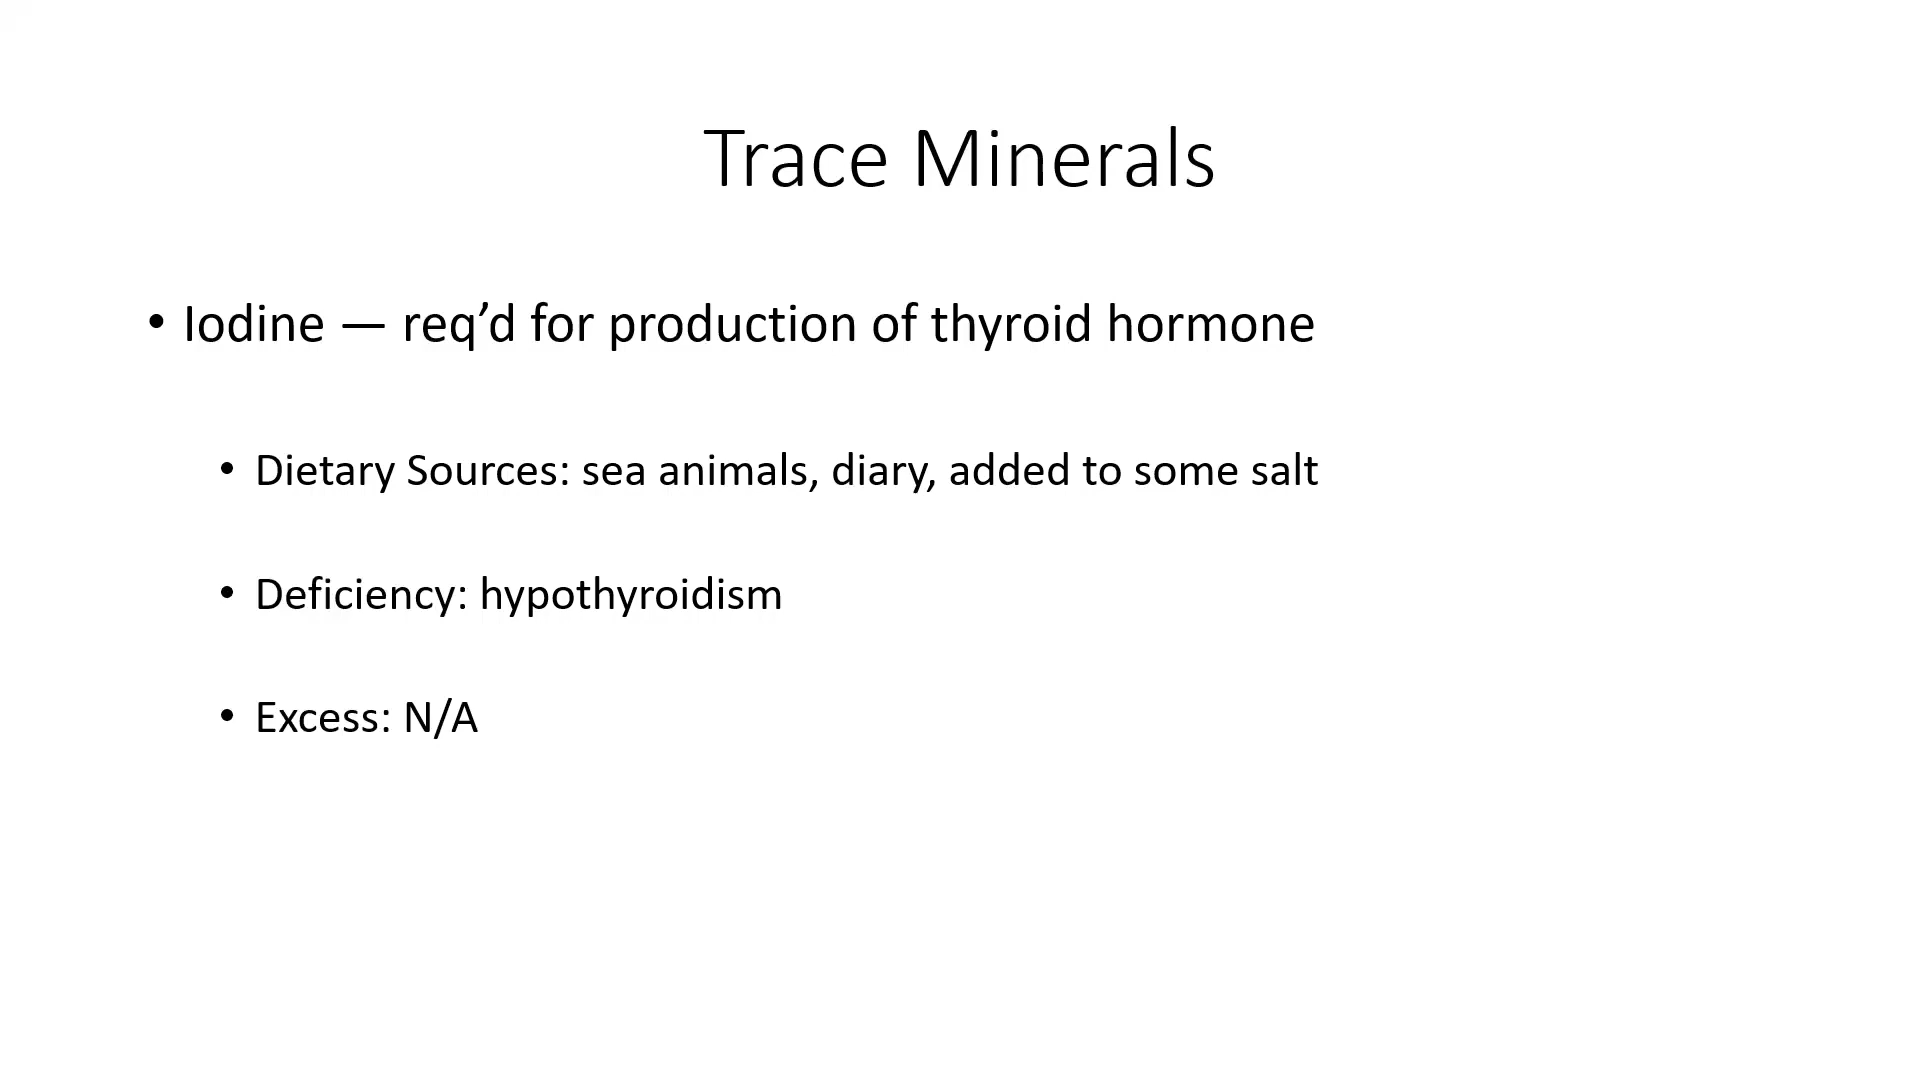 Trace Minerals
• Iodine — req’d for production of thyroid hormone
• Dietary Sources: sea animals, diary, added to some salt
• Deficiency: hypothyroidism
• Excess: N/A